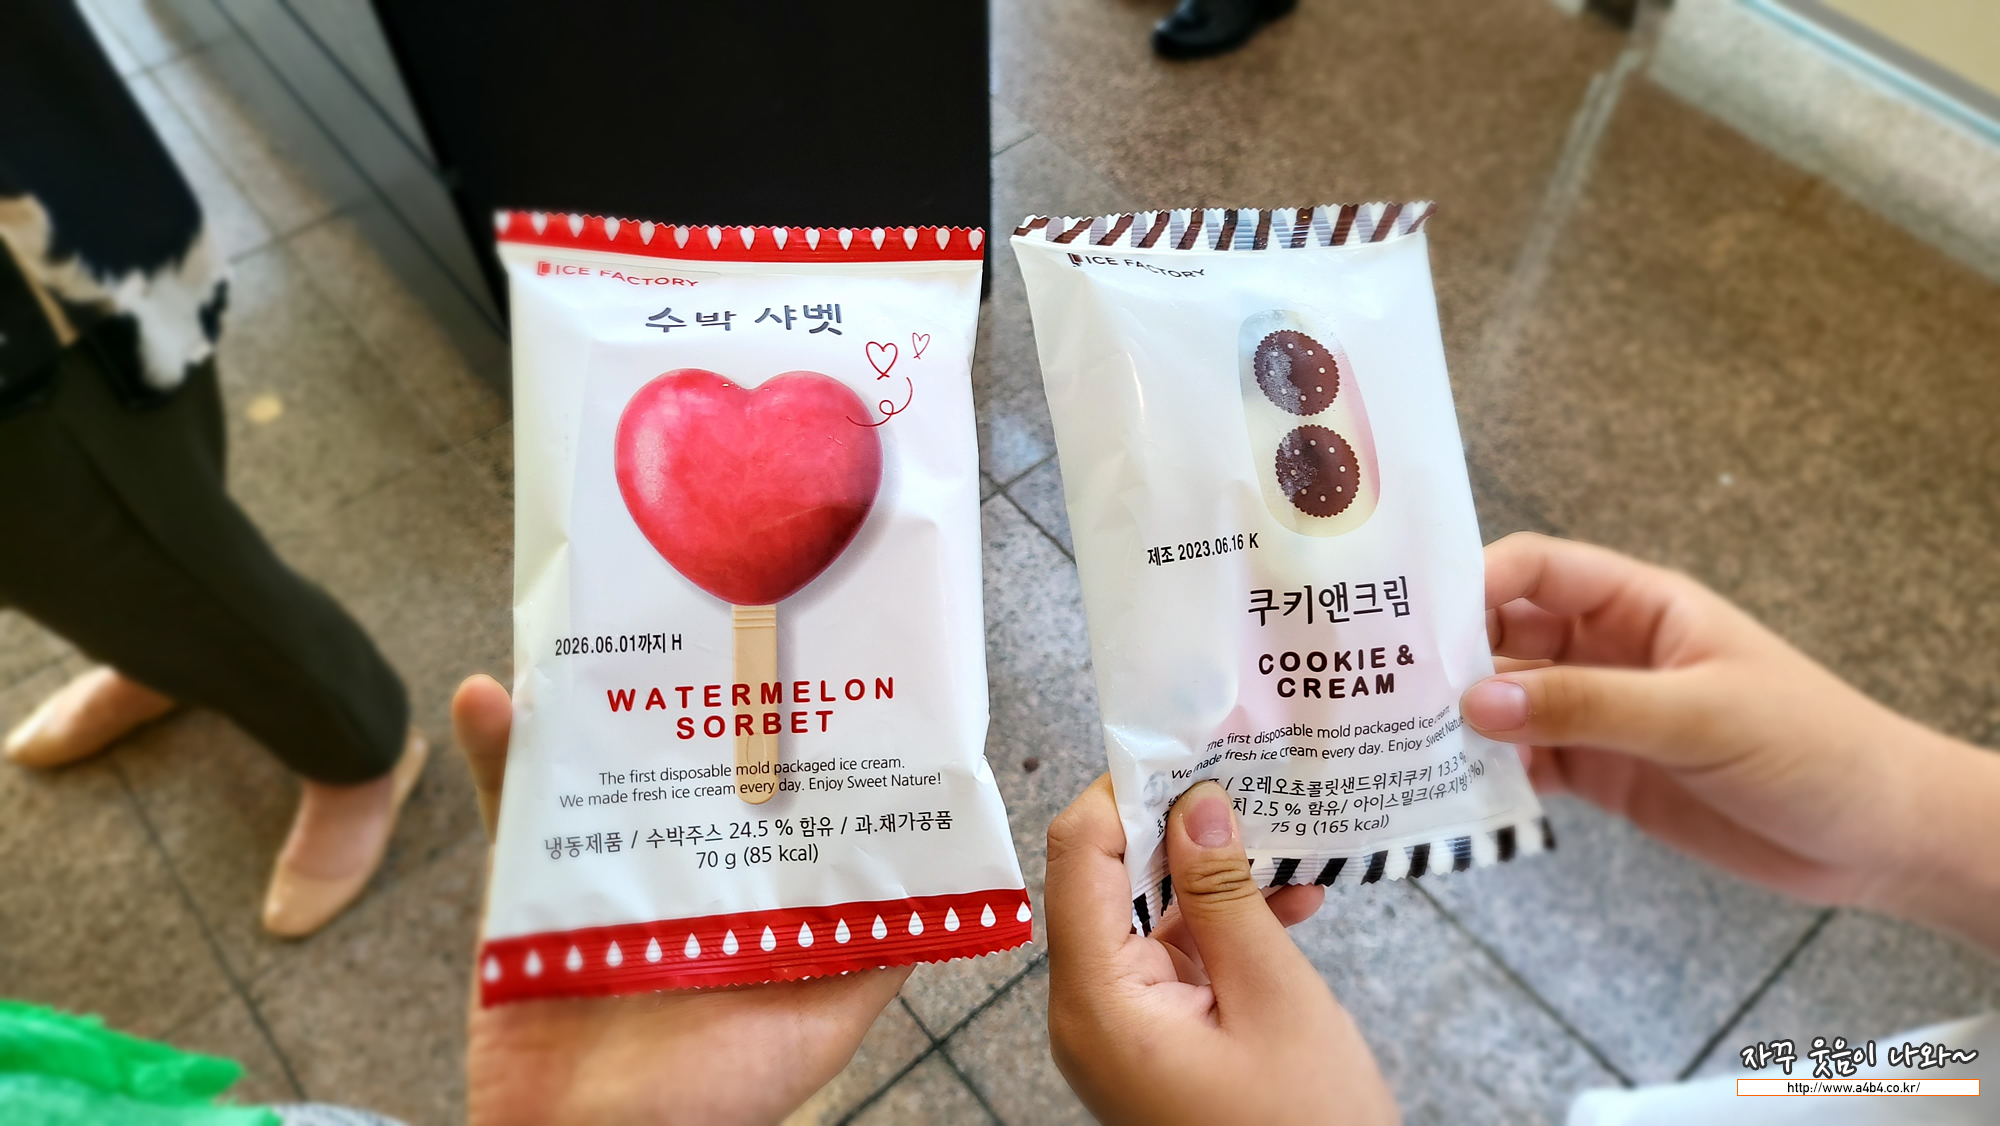 ICE FACTORY
수박 샤벳
2026.06.01까지 H
WATERMELON
SORBET
The first disposable mold packaged ice cream.
We made fresh ice cream every day. Enjoy Sweet Nature!
냉동제품 / 수박주스 24.5 % 함유 / 과.채가공품
70 g (85 kcal)
ICE FACTORY
제조 2023.06.16 K
쿠키앤크림
COOKIE &
CREAM
The first disposable mold packaged ice cream.
We made fresh ice cream every day. Enjoy Sweet Nature
/ 오레오초콜릿샌드위치쿠키 13.3 %
2.5 % 함유/ 아이스밀크(유지방
75 g (165 kcal)
자꾸 웃음이 나와~
http://www.a4b4.co.kr/